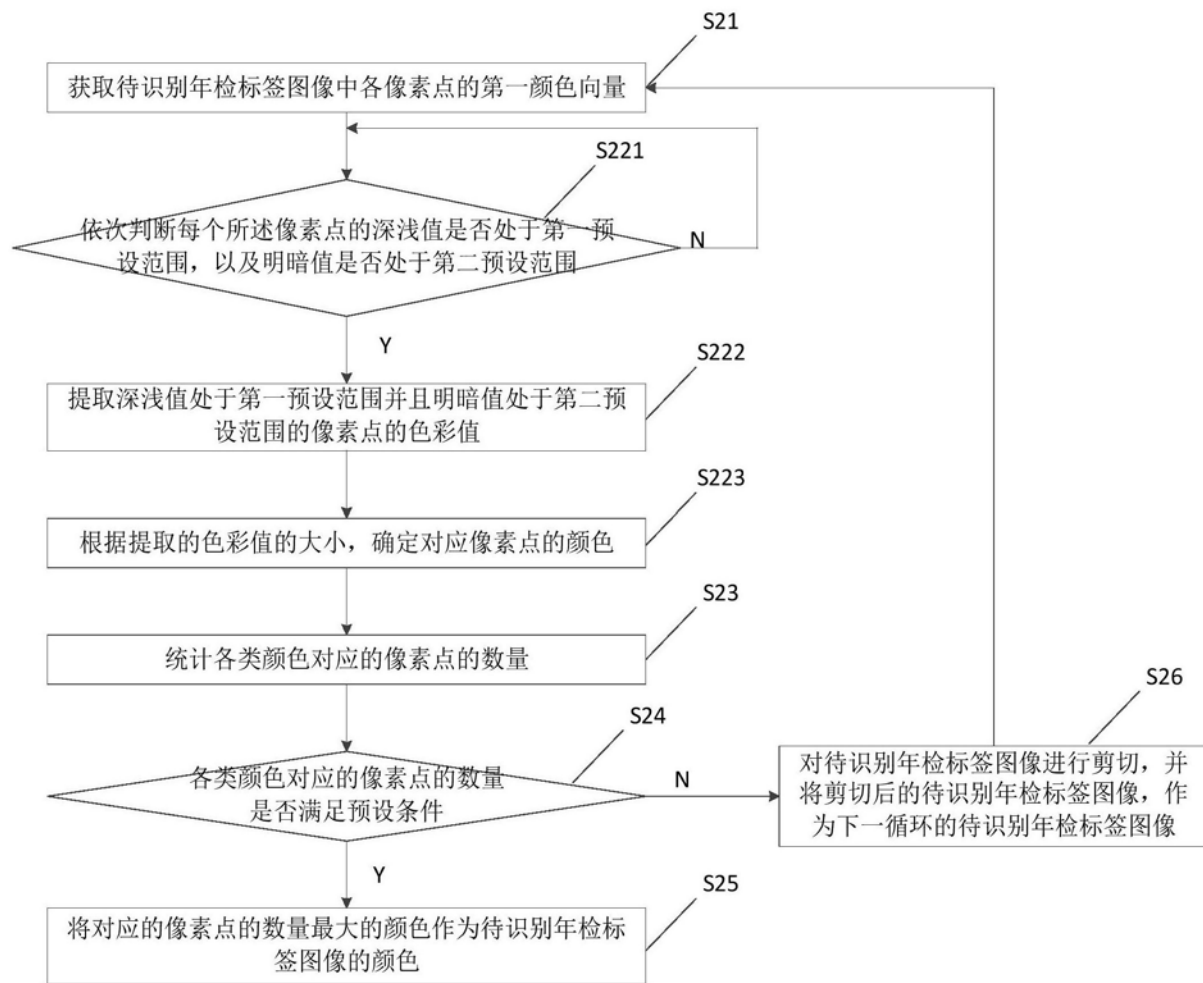 S21
获取待识别年检标签图像中各像素点的第一颜色向量
S221
依次判断每个所述像素点的深浅值是否处于第一预
设范围，以及明暗值是否处于第二预设范围
N
Y
S222
提取深浅值处于第一预设范围并且明暗值处于第二预
设范围的像素点的色彩值
S223
根据提取的色彩值的大小，确定对应像素点的颜色
S23
统计各类颜色对应的像素点的数量
S24
各类颜色对应的像素点的数量
是否满足预设条件
N
S26
对待识别年检标签图像进行剪切，并
将剪切后的待识别年检标签图像，作
为下一循环的待识别年检标签图像
Y
S25
将对应的像素点的数量最大的颜色作为待识别年检标
签图像的颜色